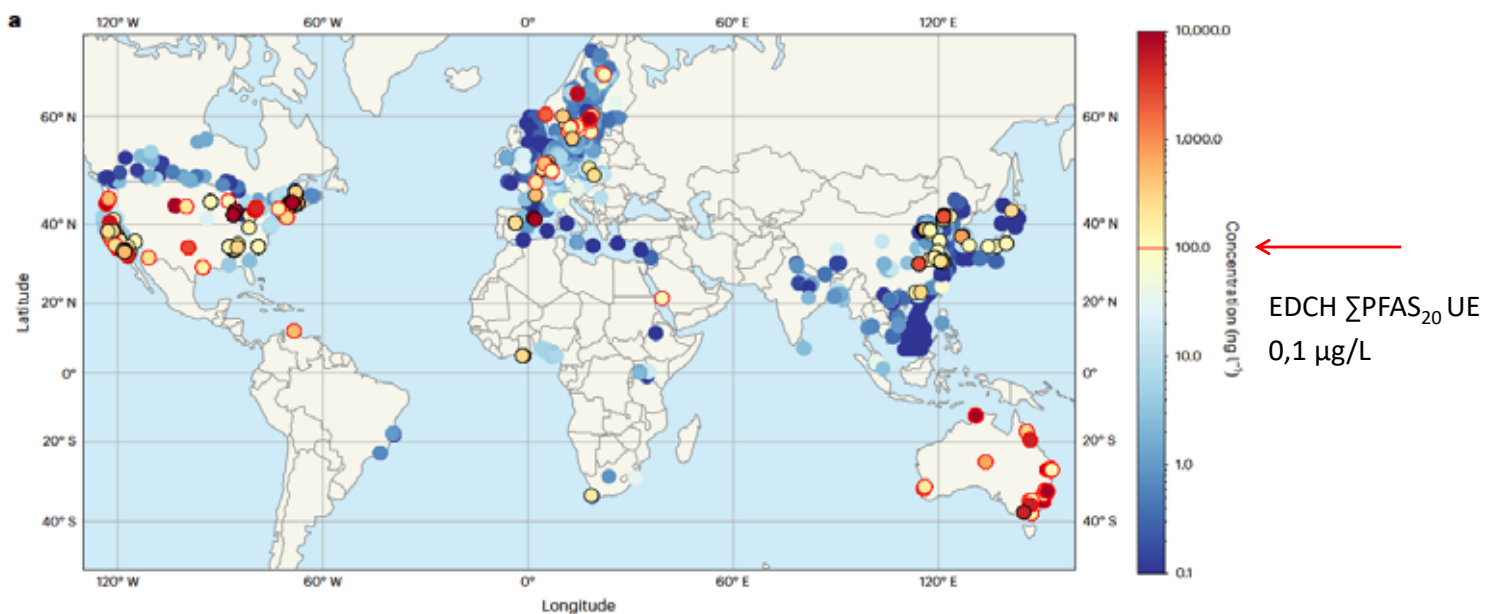 a
120° W 60° W 0° 60° E 120° E
10,000.0
60° N 60° N
1,0000.0
40° N 40° N
100.0
20° N 20° N
10.0
0° 0°
20° S 20° S
1.0
40° S 40° S
0.1
120° W 60° W 0° 60° E 120° E
Latitude
Longitude
Concentration (ng l⁻¹)
EDCH ∑PFAS₂₀ UE
0,1 µg/L